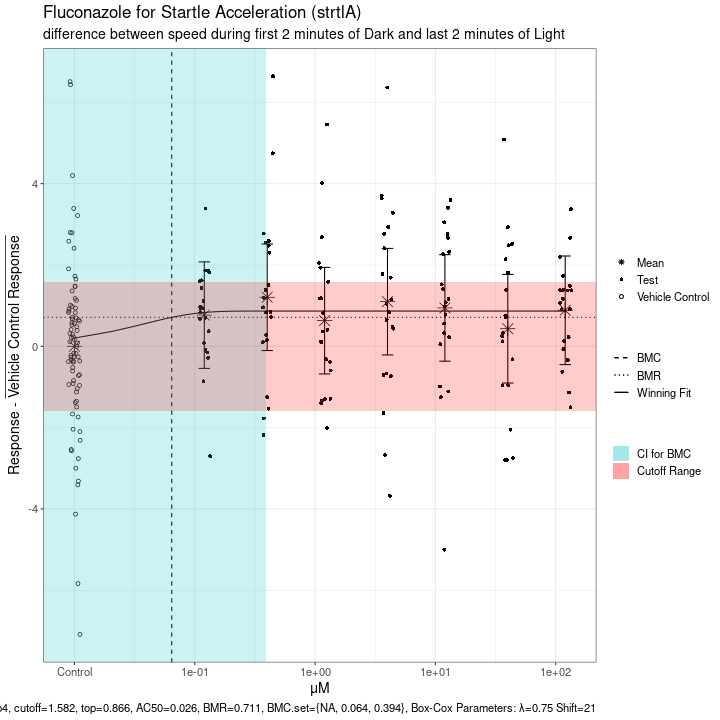 Fluconazole for Startle Acceleration (strtlA)
difference between speed during first 2 minutes of Dark and last 2 minutes of Light
Response - Vehicle Control Response
4
0
-4
Control
1e-01
1e+00
1e+01
1e+02
μM
Mean
Test
Vehicle Control
BMC
BMR
Winning Fit
CI for BMC
Cutoff Range
cutoff=1.582, top=0.866, AC50=0.026, BMR=0.711, BMC.set={NA, 0.064, 0.394}, Box-Cox Parameters: λ=0.75 Shift=21